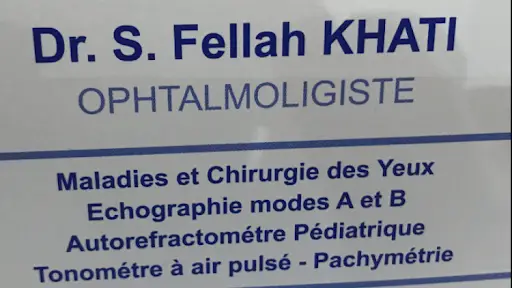 Dr. S. Fellah KHATI
OPHTALMOLIGISTE
Maladies et Chirurgie des Yeux
Echographie modes A et B
Autorefractométre Pédiatrique
Tonométre à air pulsé - Pachymétrie